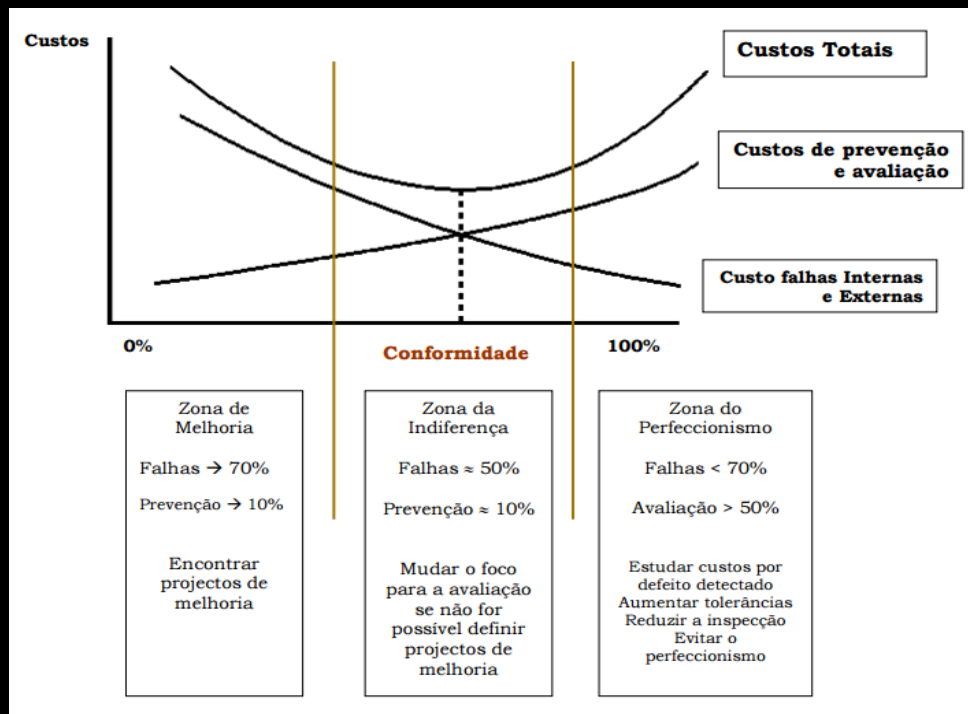 Custos
Custos Totais
Custos de prevenção
e avaliação
Custo falhas Internas
e Externas
0%
Conformidade
100%
Zona de
Melhoria
Falhas → 70%
Prevenção → 10%
Encontrar
projectos de
melhoria
Zona da
Indiferença
Falhas ≈ 50%
Prevenção ≈ 10%
Mudar o foco
para a avaliação
se não for
possível definir
projectos de
melhoria
Zona do
Perfeccionismo
Falhas < 70%
Avaliação > 50%
Estudar custos por
defeito detectado
Aumentar tolerâncias
Reduzir a inspecção
Evitar o
perfeccionismo